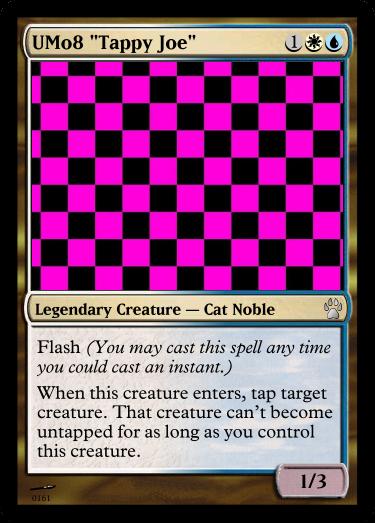 UMo8 "Tappy Joe" 1
Legendary Creature — Cat Noble
Flash (You may cast this spell any time
you could cast an instant.)
When this creature enters, tap target
creature. That creature can't become
untapped for as long as you control
this creature.
1/3
0161